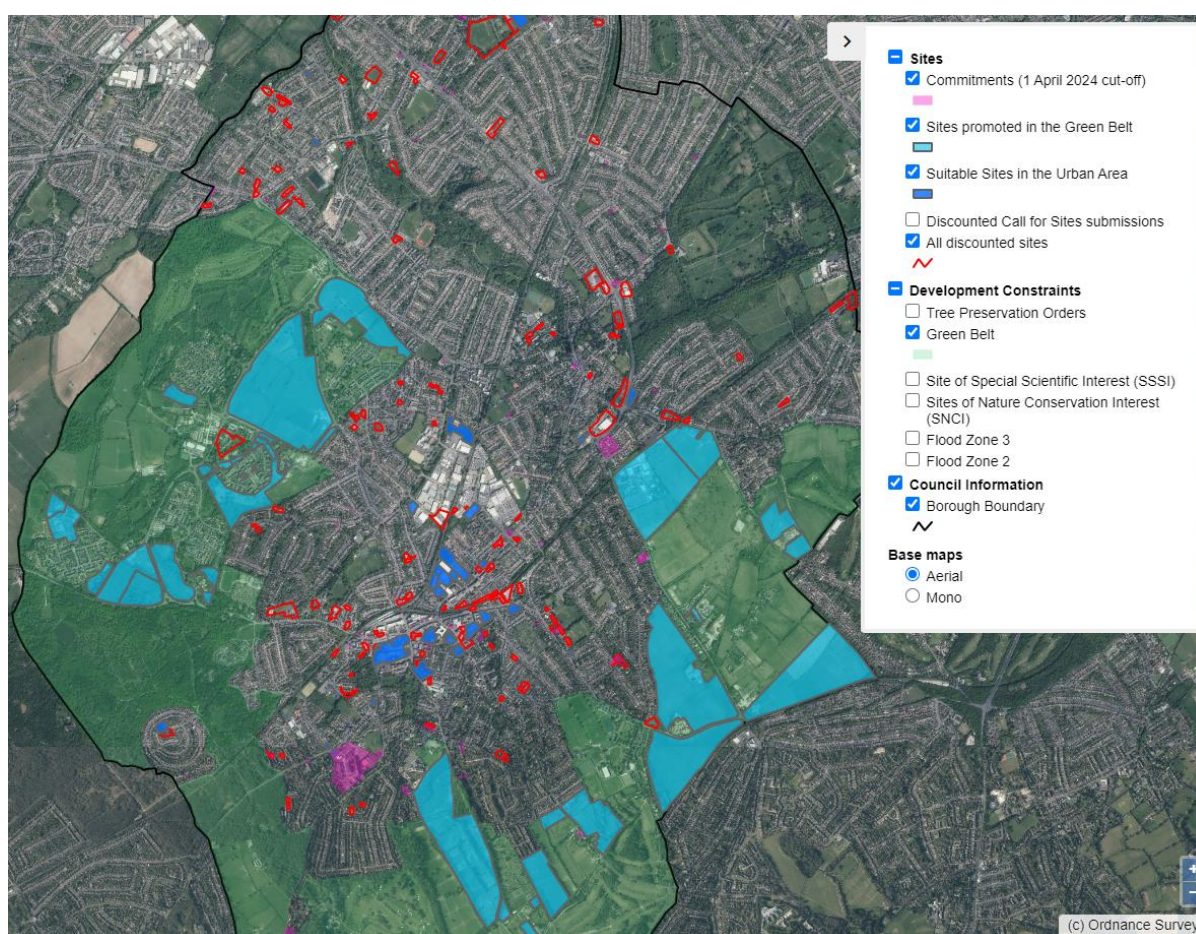 Sites
Commitments (1 April 2024 cut-off)
Sites promoted in the Green Belt
Suitable Sites in the Urban Area
Discounted Call for Sites submissions
All discounted sites
Development Constraints
Tree Preservation Orders
Green Belt
Site of Special Scientific Interest (SSSI)
Sites of Nature Conservation Interest
(SNCI)
Flood Zone 3
Flood Zone 2
Council Information
Borough Boundary
Base maps
Aerial
Mono
(c) Ordnance Survey